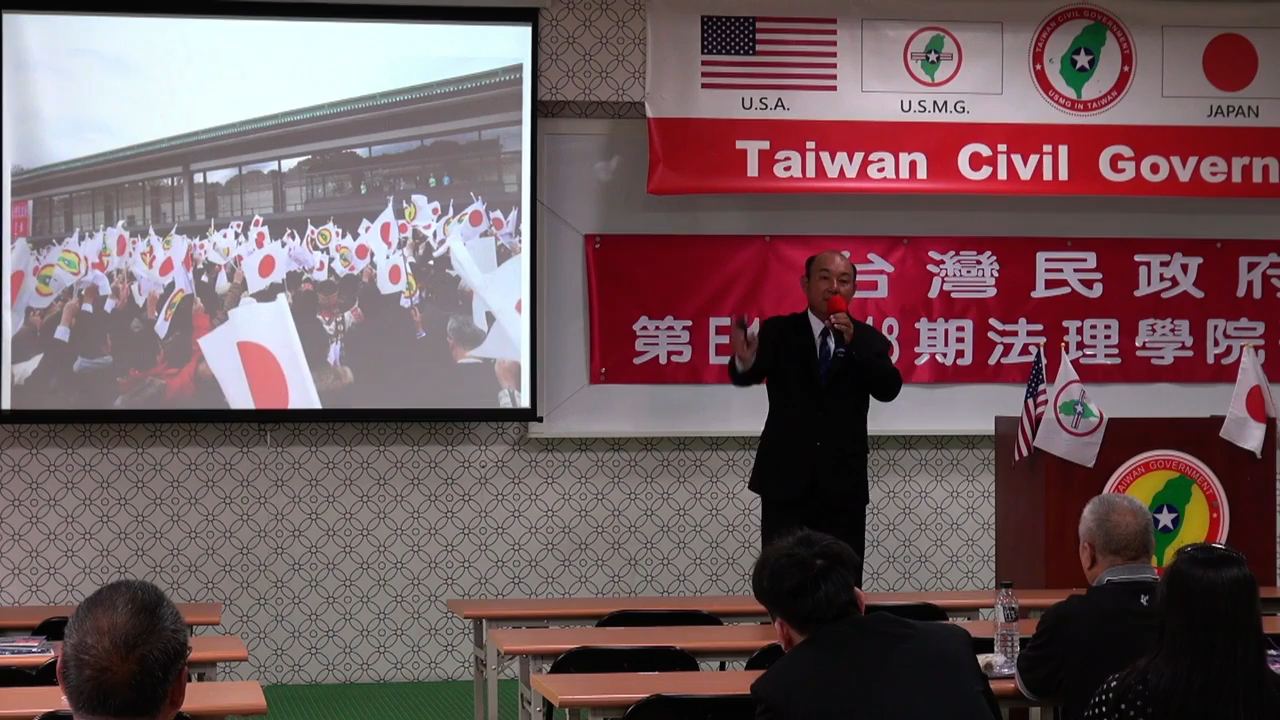 U.S.A.
U.S.M.G.
TAIWAN CIVIL GOVERNMENT
USMG IN TAIWAN
JAPAN
Taiwan Civil Govern
台灣民政府
期法理學院
TAIWAN GOVERNMENT